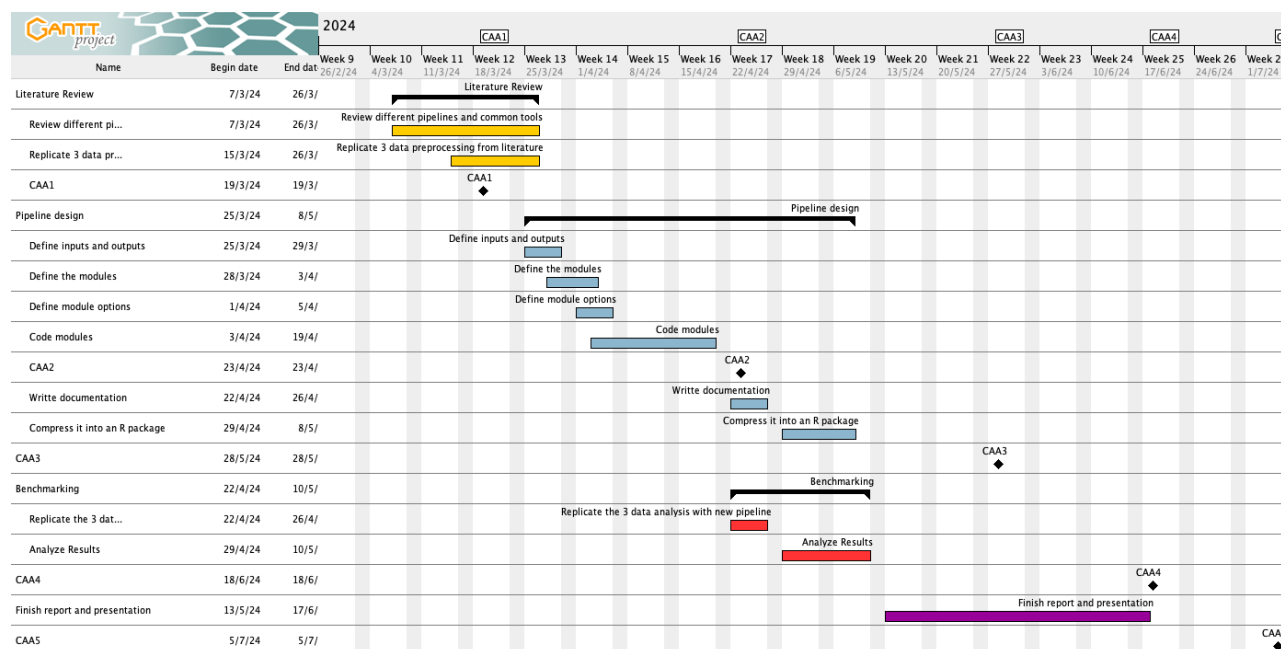 GANTT
project
2024
CAA1 CAA2 CAA3 CAA4
Name Begin date End dat
Week 9 Week 10 Week 11 Week 12 Week 13 Week 14 Week 15 Week 16 Week 17 Week 18 Week 19 Week 20 Week 21 Week 22 Week 23 Week 24 Week 25 Week 26 Week 2
26/2/24 4/3/24 11/3/24 18/3/24 25/3/24 1/4/24 8/4/24 15/4/24 22/4/24 29/4/24 6/5/24 13/5/24 20/5/24 27/5/24 3/6/24 10/6/24 17/6/24 24/6/24 1/7/24
Literature Review 7/3/24 26/3/ Literature Review
Review different pi... 7/3/24 26/3/ Review different pipelines and common tools
Replicate 3 data pr... 15/3/24 26/3/ Replicate 3 data preprocessing from literature
CAA1 19/3/24 19/3/ CAA1
Pipeline design 25/3/24 8/5/ Pipeline design
Define inputs and outputs 25/3/24 29/3/ Define inputs and outputs
Define the modules 28/3/24 3/4/ Define the modules
Define module options 1/4/24 5/4/ Define module options
Code modules 3/4/24 19/4/ Code modules
CAA2 23/4/24 23/4/ CAA2
Writte documentation 22/4/24 26/4/ Writte documentation
Compress it into an R package 29/4/24 8/5/ Compress it into an R package
CAA3 28/5/24 28/5/ CAA3
Benchmarking 22/4/24 10/5/ Benchmarking
Replicate the 3 dat... 22/4/24 26/4/ Replicate the 3 data analysis with new pipeline
Analyze Results 29/4/24 10/5/ Analyze Results
CAA4 18/6/24 18/6/ CAA4
Finish report and presentation 13/5/24 17/6/ Finish report and presentation
CAA5 5/7/24 5/7/ CAA